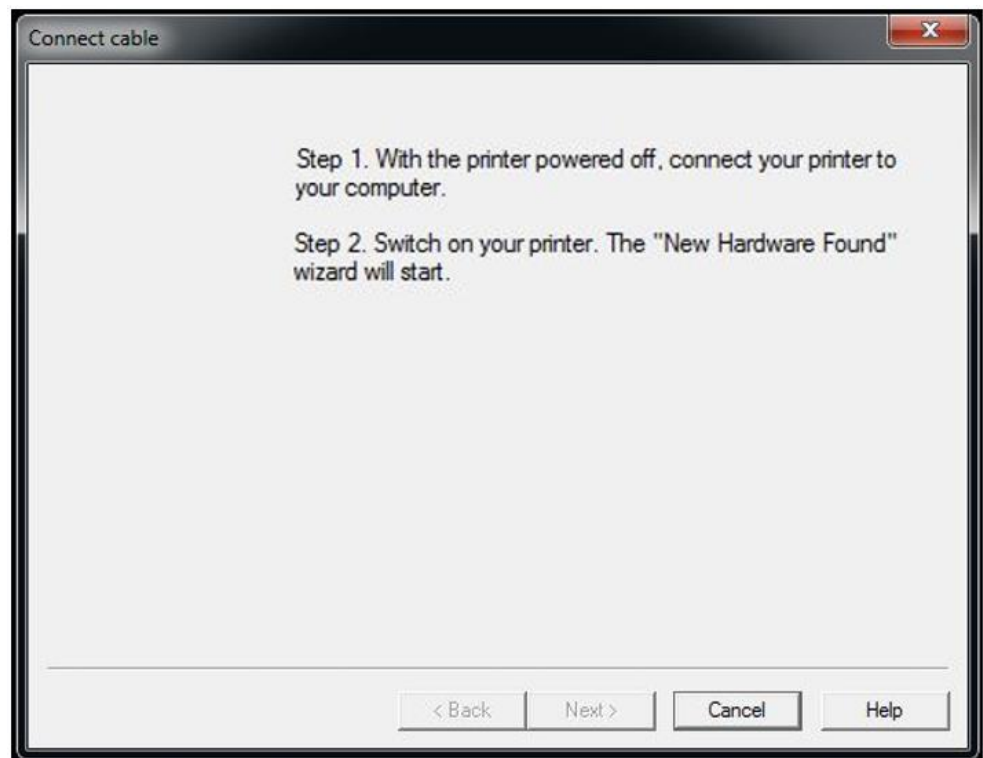 Connect cable
Step 1. With the printer powered off, connect your printer to
your computer.
Step 2. Switch on your printer. The "New Hardware Found"
wizard will start.
< Back Next > Cancel Help